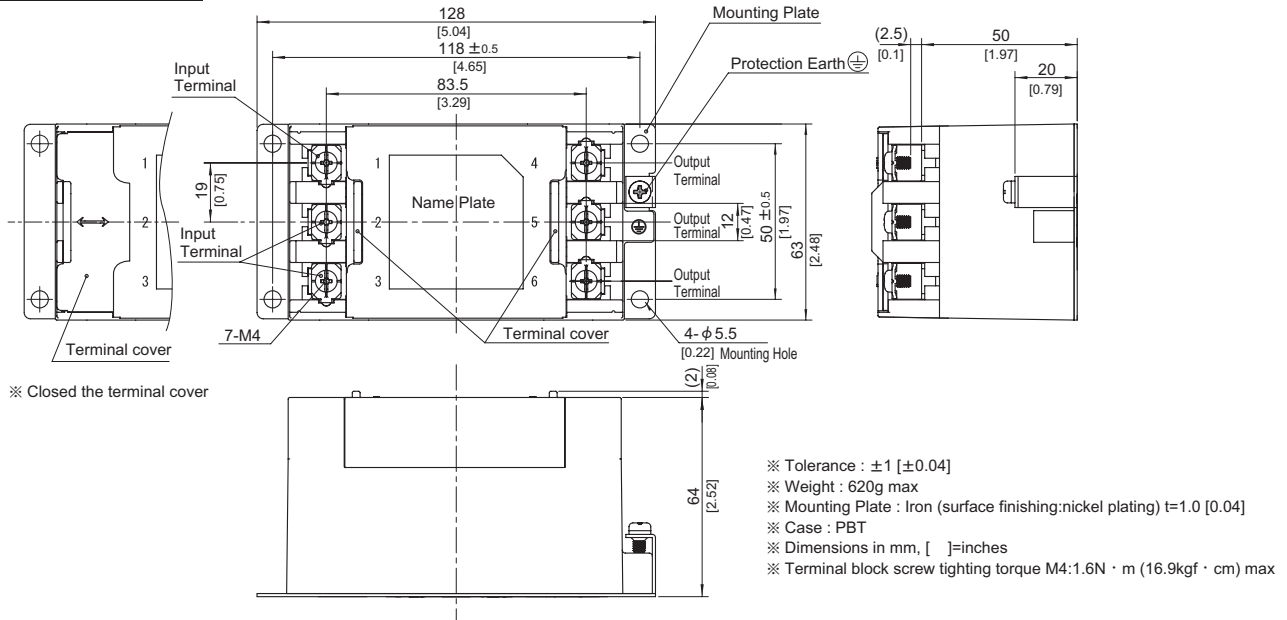 128
[5.04]
118 ±0.5
[4.65]
83.5
[3.29]
Mounting Plate
Protection Earth
Input
Terminal
(2.5)
[0.1]
50
[1.97]
20
[0.79]
1
2
3
19
[0.75]
Input
Terminal
1
2
3
Name Plate
4
5
6
Output
Terminal
Output
Terminal
Output
Terminal
12
[0.47]
50 ±0.5
[1.97]
63
[2.48]
Terminal cover
7-M4
Terminal cover
4-φ5.5
[0.22] Mounting Hole
※ Closed the terminal cover
(2)
[0.08]
64
[2.52]
※ Tolerance : ±1 [±0.04]
※ Weight : 620g max
※ Mounting Plate : Iron (surface finishing:nickel plating) t=1.0 [0.04]
※ Case : PBT
※ Dimensions in mm, [ ]=inches
※ Terminal block screw tighting torque M4:1.6N・m (16.9kgf・cm) max